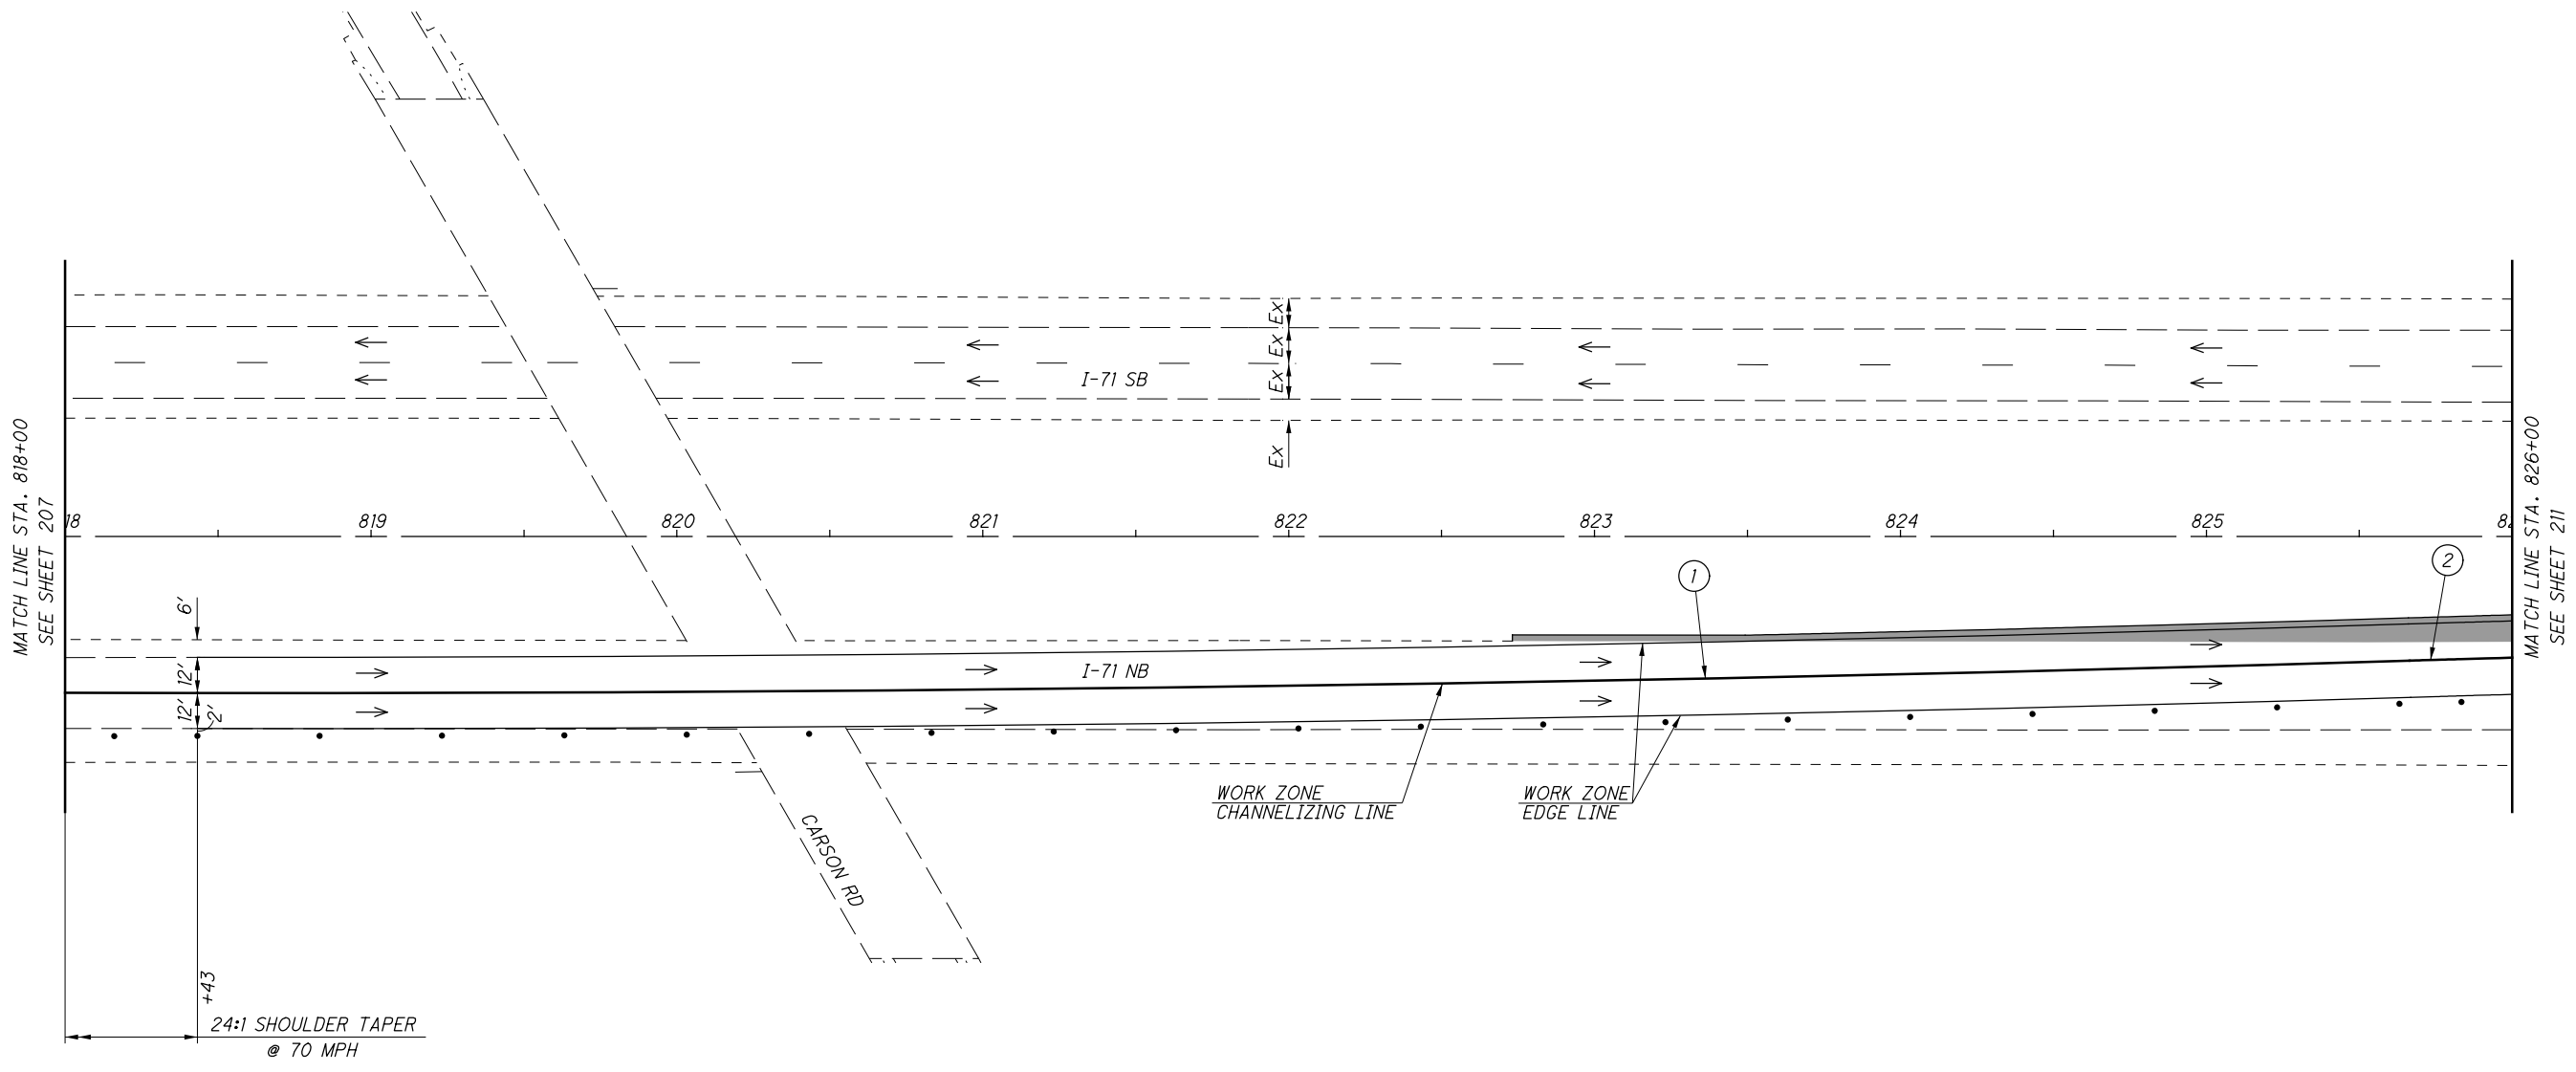 MATCH LINE STA. 818+00
SEE SHEET 207
Ex
Ex
Ex
Ex
I-71 SB
18
819
820
821
822
823
824
825
82
1
2
6'
12'
12'
2'
I-71 NB
WORK ZONE
CHANNELIZING LINE
WORK ZONE
EDGE LINE
CARSON RD
+43
24:1 SHOULDER TAPER
@ 70 MPH
MATCH LINE STA. 826+00
SEE SHEET 211